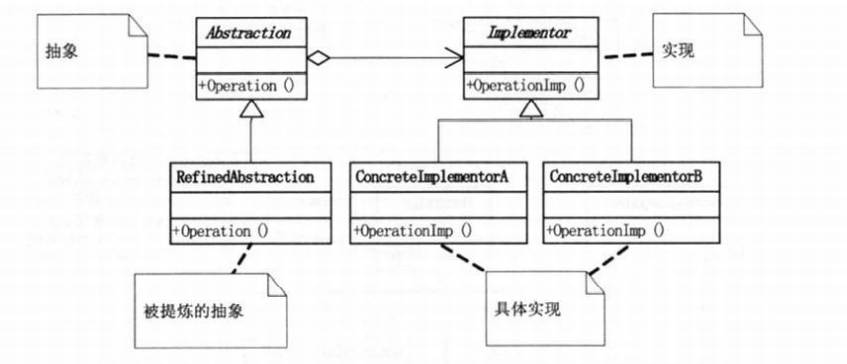 抽象
Abstraction
+Operation ()
Implementor
+OperationImp ()
实现
RefinedAbstraction
+Operation ()
ConcreteImplementorA
+OperationImp ()
ConcreteImplementorB
+OperationImp ()
被提炼的抽象
具体实现